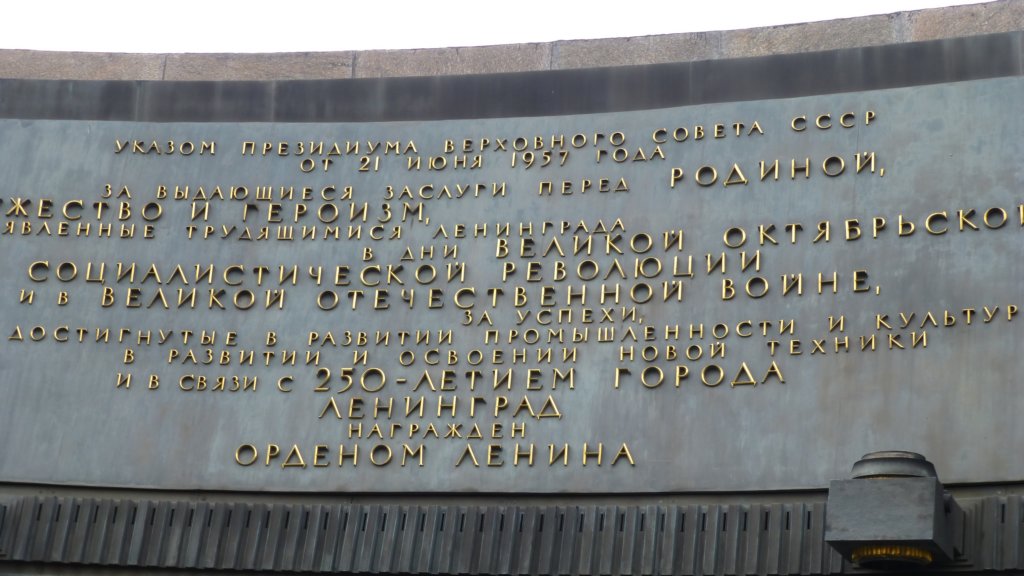 УКАЗОМ ПРЕЗИДИУМА ВЕРХОВНОГО СОВЕТА СССР
ОТ 21 ИЮНЯ 1957 ГОДА
ЗА ВЫДАЮЩИЕСЯ ЗАСЛУГИ ПЕРЕД РОДИНОЙ,
ЖЕСТВО И ГЕРОИЗМ,
ЯВЛЕННЫЕ ТРУДЯЩИМИСЯ ЛЕНИНГРАДА
В ДНИ ВЕЛИКОЙ ОКТЯБРЬСКОЙ
СОЦИАЛИСТИЧЕСКОЙ РЕВОЛЮЦИИ
И В ВЕЛИКОЙ ОТЕЧЕСТВЕННОЙ ВОЙНЕ,
ЗА УСПЕХИ,
ДОСТИГНУТЫЕ В РАЗВИТИИ ПРОМЫШЛЕННОСТИ И КУЛЬТУР
В РАЗВИТИИ И ОСВОЕНИИ НОВОЙ ТЕХНИКИ
И В СВЯЗИ С 250-ЛЕТИЕМ ГОРОДА
ЛЕНИНГРАД
НАГРАЖДЕН
ОРДЕНОМ ЛЕНИНА